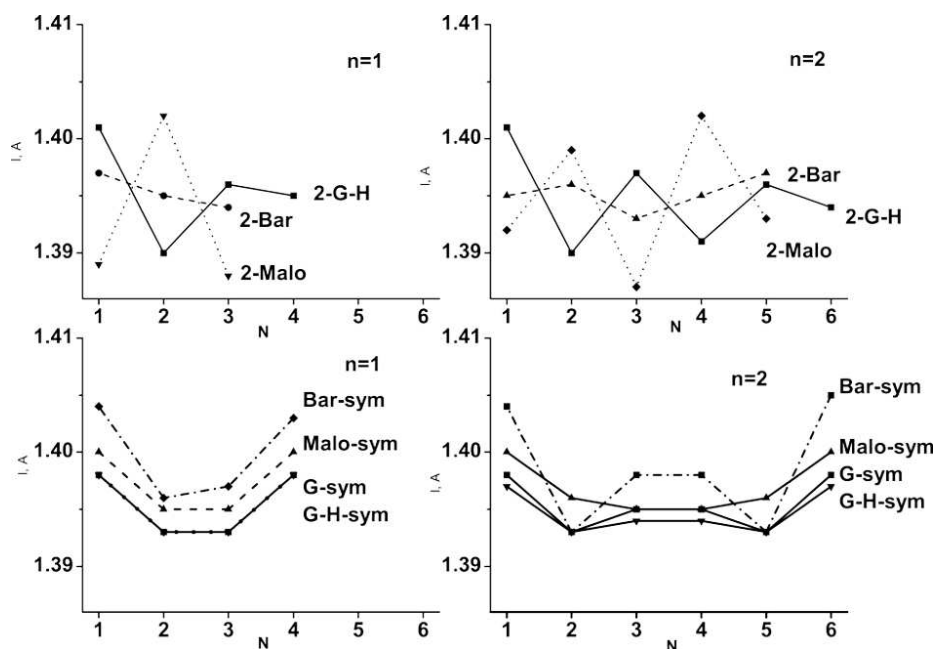 1.41
n=1
1.40
I, A
2-G-H
2-Bar
1.39
2-Malo
1 2 3 4 5 6
N
1.41
n=2
1.40
I, A
2-Bar
2-G-H
2-Malo
1.39
1 2 3 4 5 6
N
1.41
n=1
Bar-sym
Malo-sym
1.40
I, A
G-sym
G-H-sym
1.39
1 2 3 4 5 6
N
1.41
n=2
Bar-sym
Malo-sym
1.40
I, A
G-sym
G-H-sym
1.39
1 2 3 4 5 6
N